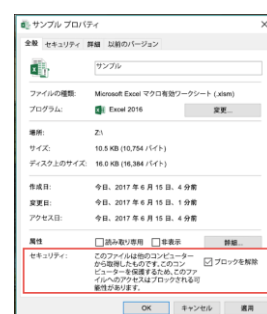 サンプル プロパティ
全般 セキュリティ 詳細 以前のバージョン
サンプル
ファイルの種類: Microsoft Excel マクロ有効ワークシート (.xlsm)
プログラム: Excel 2016 変更...
場所: Z:\
サイズ: 10.5 KB (10,754 バイト)
ディスク上のサイズ: 16.0 KB (16,384 バイト)
作成日: 今日、2017 年 6 月 15 日、4 分前
変更日: 今日、2017 年 6 月 15 日、1 分前
アクセス日: 今日、2017 年 6 月 15 日、4 分前
属性 読み取り専用 非表示 詳細...
セキュリティ: このファイルは他のコンピューター
から取得したものです。このコン
ピューターを保護するため、このファ
イルへのアクセスはブロックされる可
能性があります。
ブロックを解除
OK キャンセル 適用